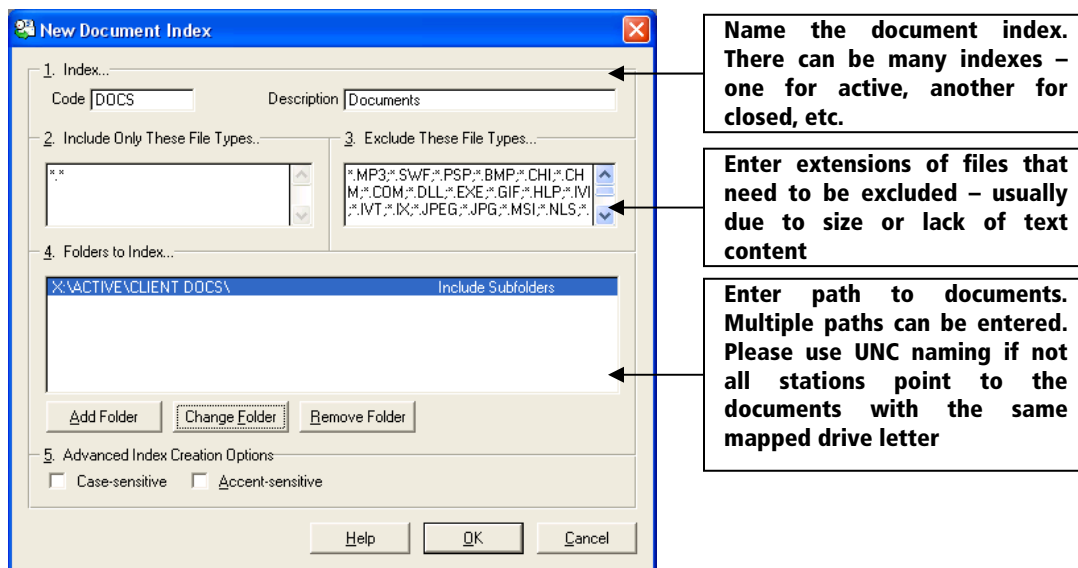 New Document Index
1. Index...
Code DOCS Description Documents
2. Include Only These File Types..
*.*
3. Exclude These File Types...
*.MP3;*.SWF;*.PSP;*.BMP;*.CHI;*.CH
M;*.COM;*.DLL;*.EXE;*.GIF;*.HLP;*.IVI
;*.IVT;*.IX;*.JPEG;*.JPG;*.MSI;*.NLS;*.
4. Folders to Index...
X:\ACTIVE\CLIENT DOCS\ Include Subfolders
Add Folder Change Folder Remove Folder
5. Advanced Index Creation Options
Case-sensitive Accent-sensitive
Help OK Cancel
Name the document index.
There can be many indexes –
one for active, another for
closed, etc.
Enter extensions of files that
need to be excluded – usually
due to size or lack of text
content
Enter path to documents.
Multiple paths can be entered.
Please use UNC naming if not
all stations point to the
documents with the same
mapped drive letter